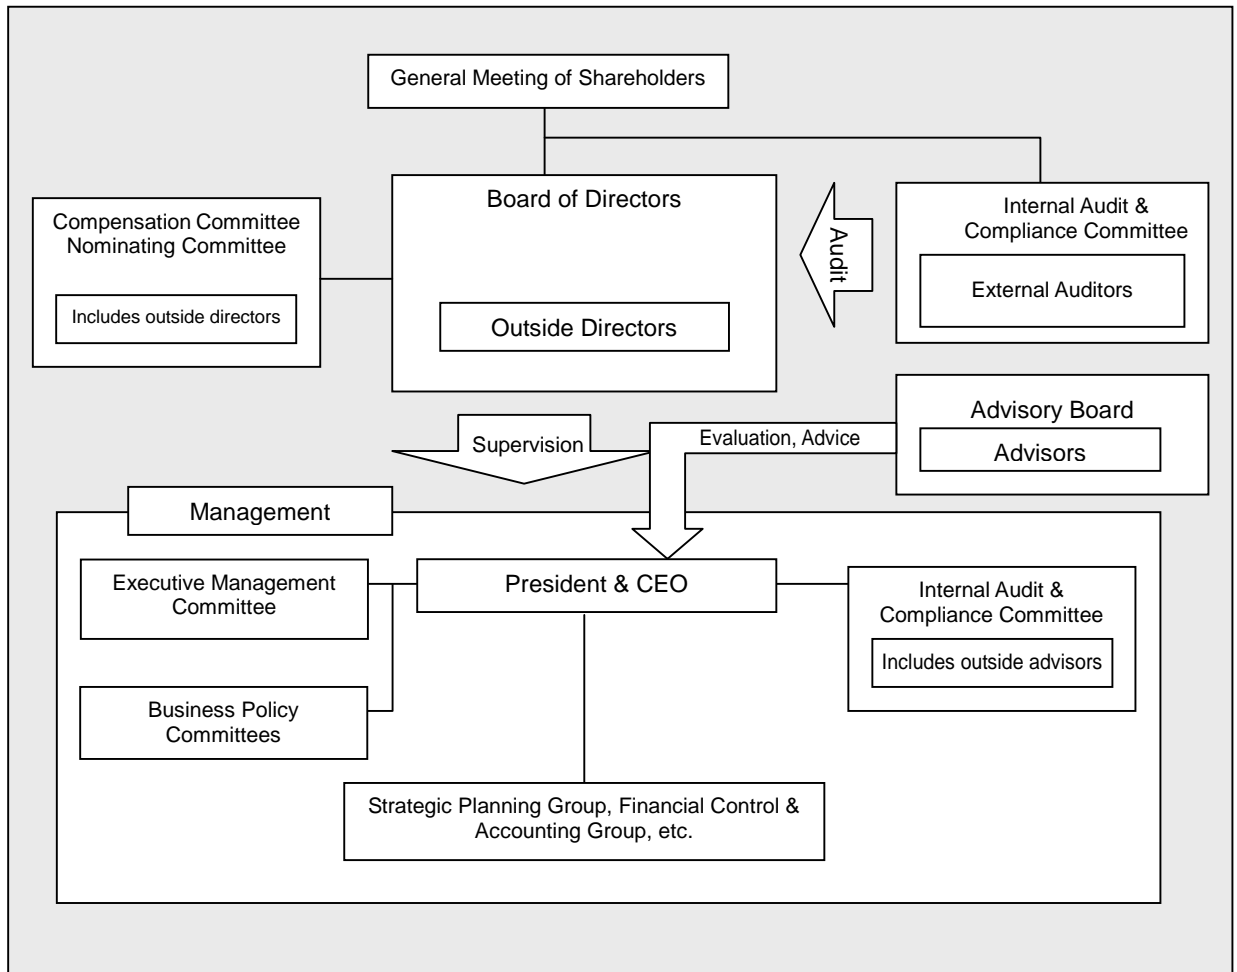 General Meeting of Shareholders
Board of Directors
Outside Directors
Compensation Committee
Nominating Committee
Includes outside directors
Audit
Internal Audit &
Compliance Committee
External Auditors
Advisory Board
Advisors
Supervision
Evaluation, Advice
Management
Executive Management
Committee
President & CEO
Internal Audit &
Compliance Committee
Includes outside advisors
Business Policy
Committees
Strategic Planning Group, Financial Control &
Accounting Group, etc.